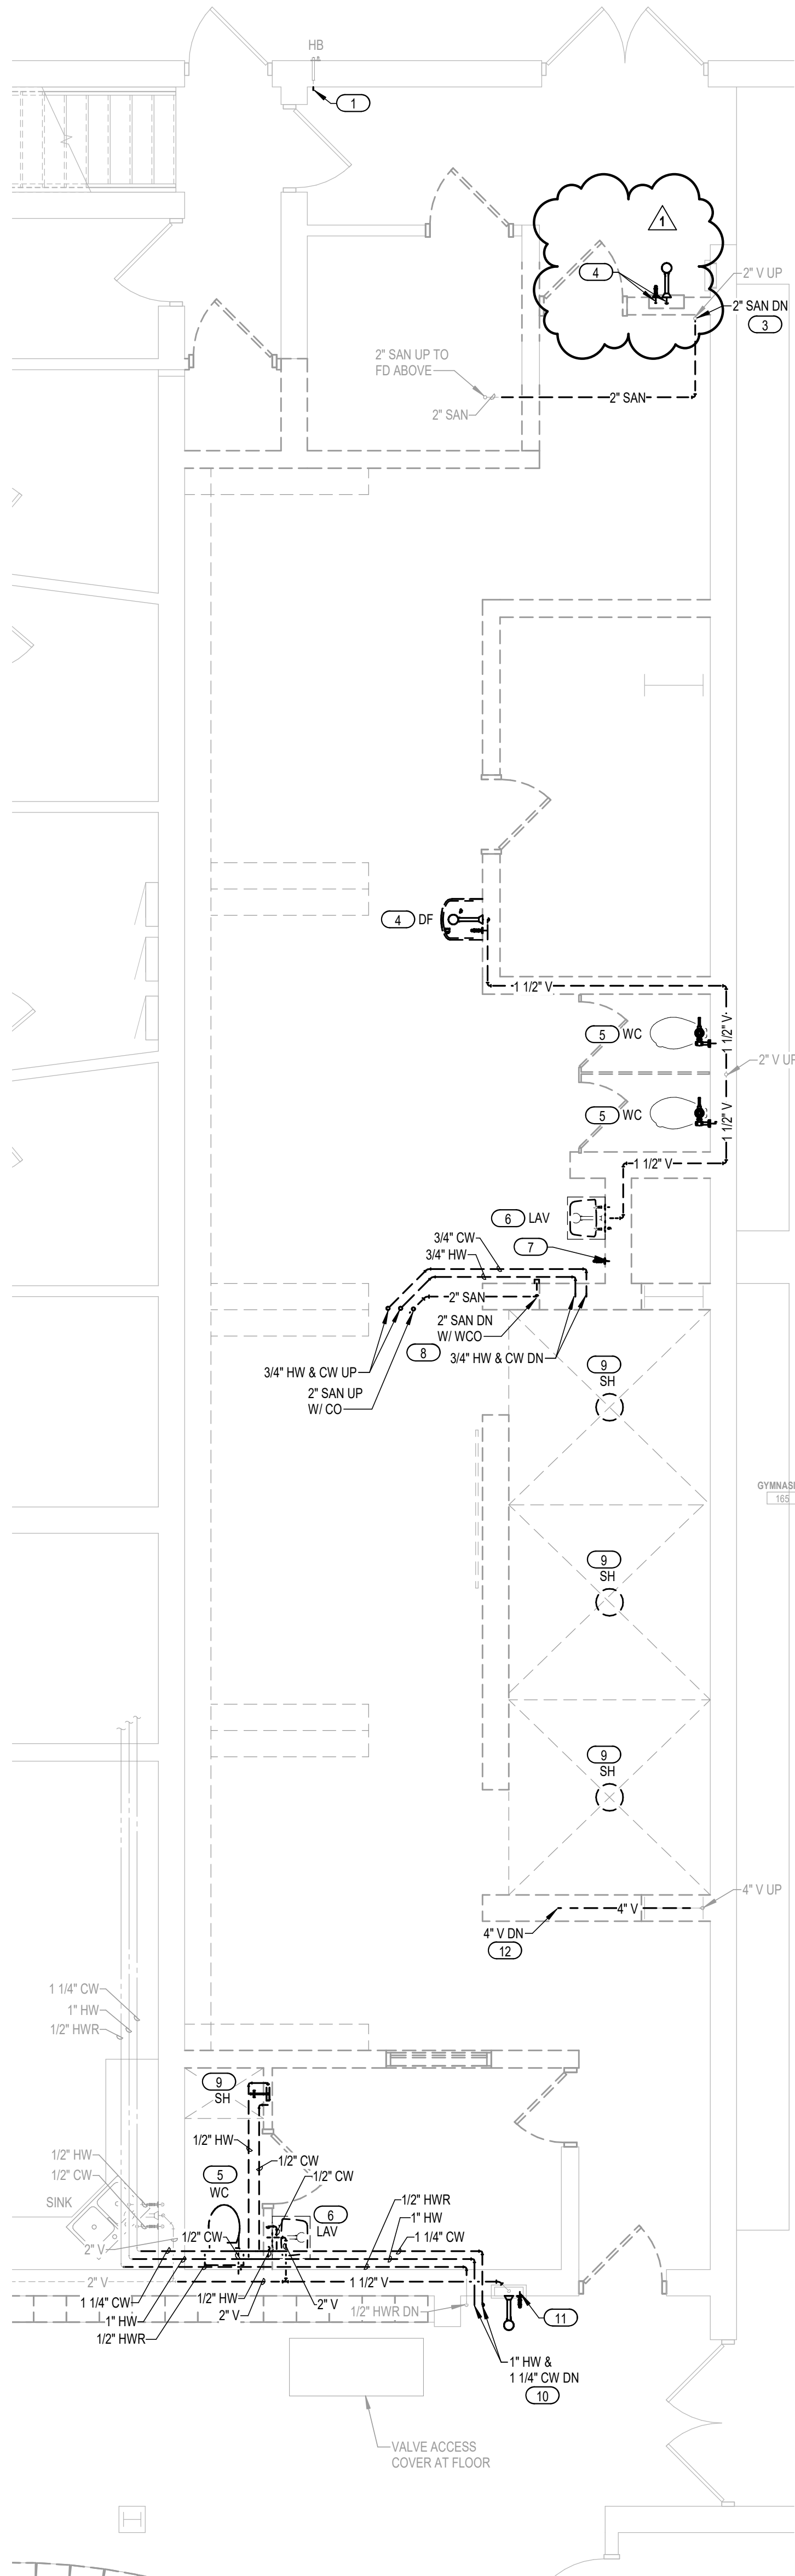 HB
1
1
4
2" V UP
2" SAN DN
3
2" SAN UP TO
FD ABOVE
2" SAN
2" SAN
4 DF
1 1/2" V
5 WC
1 1/2" V
2" V UP
5 WC
1 1/2" V
1 1/2" V
6 LAV
3/4" CW
7
3/4" HW
2" SAN
2" SAN DN
W/ WCO
8
3/4" HW & CW DN
3/4" HW & CW UP
2" SAN UP
W/ CO
9
SH
GYMNASI
165
9
SH
9
SH
4" V UP
4" V
4" V DN
12
1 1/4" CW
1" HW
1/2" HWR
9
SH
1/2" HW
1/2" CW
1/2" HW
1/2" CW
5
WC
1/2" CW
SINK
1/2" HWR
6
LAV
1" HW
1/2" CW
1 1/4" CW
2" V
2" V
1 1/2" V
1 1/4" CW
1/2" HW
2" V
1/2" HWR DN
11
1" HW
2" V
1/2" HWR
1" HW &
1 1/4" CW DN
10
VALVE ACCESS
COVER AT FLOOR